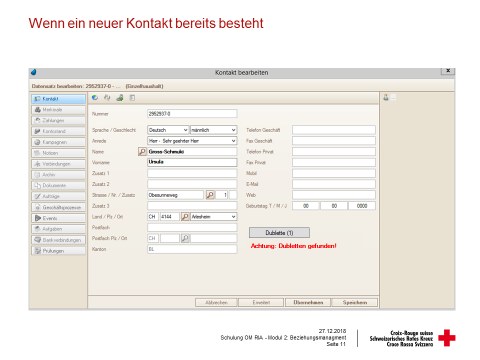 Wenn ein neuer Kontakt bereits besteht
Kontakt bearbeiten
x
Datensatz bearbeiten: 2952937-0 - ... (Einzelhaushalt)
Kontakt
Merkmale
Zahlungen
Kontostand
Kampagnen
Notizen
Verbindungen
Archiv
Dokumente
Aufträge
Geschäftsprozesse
Events
Aufgaben
Bankverbindungen
Prüfungen
Nummer 2952937-0
Sprache / Geschlecht Deutsch männlich
Anrede Herr - Sehr geehrter Herr
Name Gross-Schmuki
Vorname Ursula
Zusatz 1
Zusatz 2
Strasse / Nr. / Zusatz 1
Zusatz 3
Land / Plz / Ort CH 4144 Arlesheim
Postfach
Postfach Plz / Ort CH
Kanton BL
Telefon Geschäft
Fax Geschäft
Telefon Privat
Fax Privat
Mobil
E-Mail
Web
Geburtstag T / M / J 00 00 0000
Dublette (1)
Achtung: Dubletten gefunden!
Abbrechen Erweitert Übernehmen Speichern
27.12.2018
Schulung OM RIA - Modul 2: Beziehungsmanagment
Seite 11
Croix-Rouge suisse
Schweizerisches Rotes Kreuz
Croce Rossa Svizzera